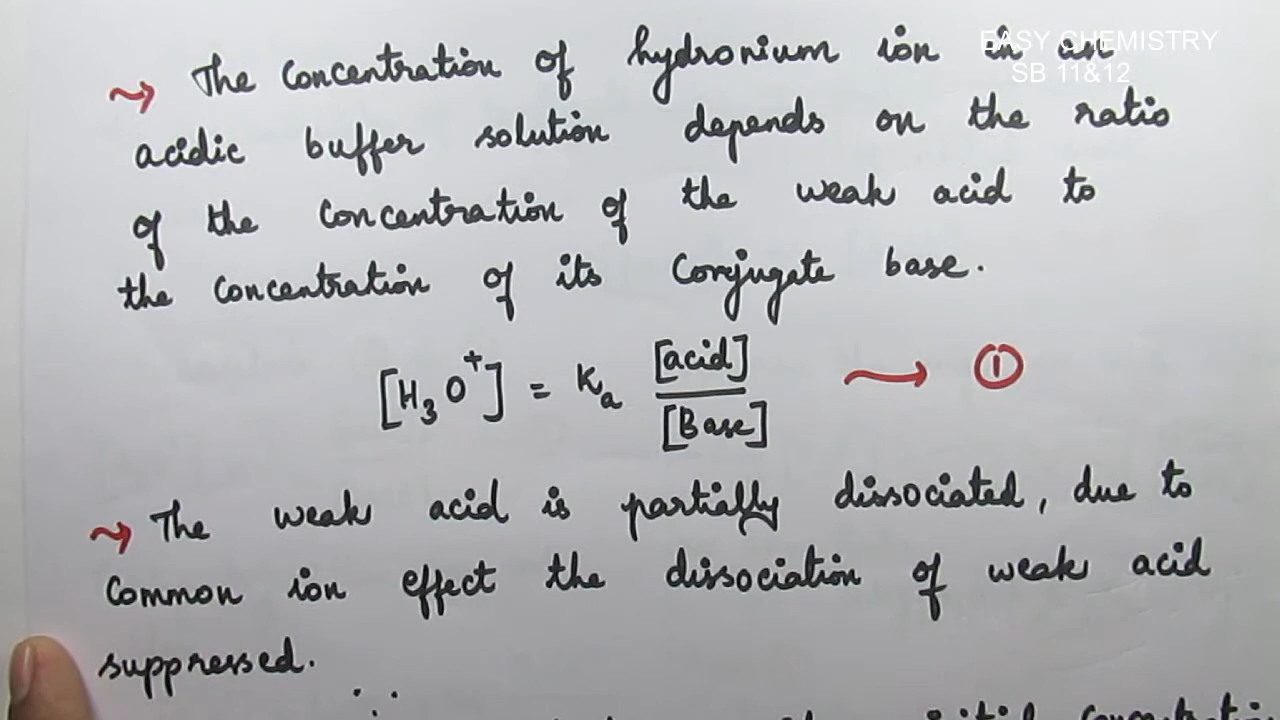 EASY CHEMISTRY
SB 11&12
⇝ The Concentration of hydronium ion in an
acidic buffer solution depends on the ratio
of the concentration of the weak acid to
the concentration of its Conjugate base.
[H₃O⁺] = Kₐ [acid] / [Base] ⟶ ①
⇝ The weak acid is partially dissociated, due to
Common ion effect the dissociation of weak acid
suppressed.
∴